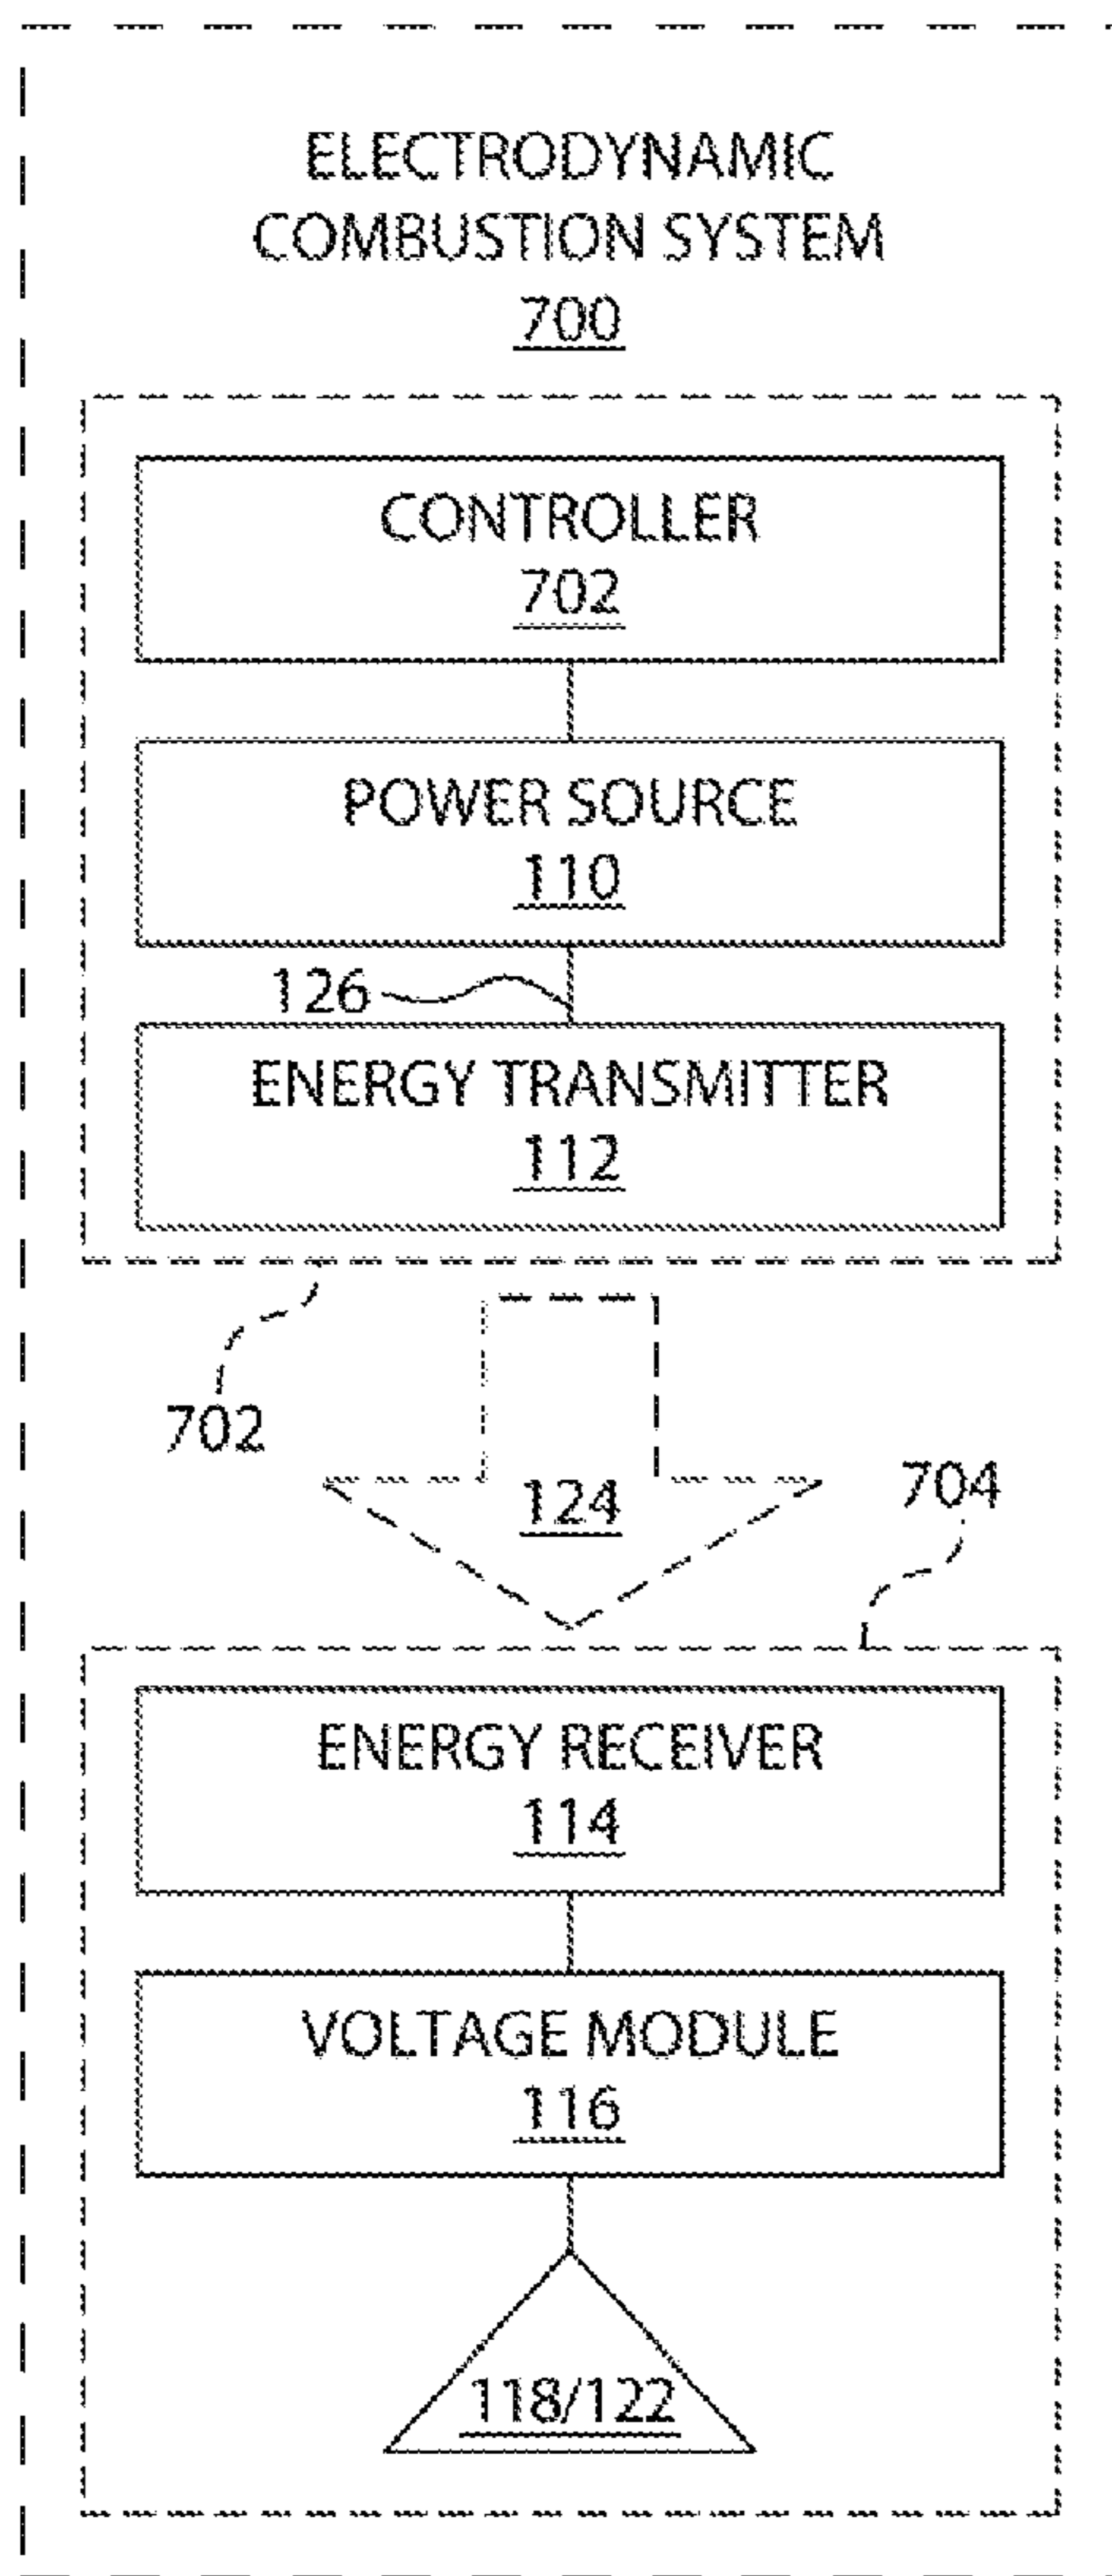 ELECTRODYNAMIC
COMBUSTION SYSTEM
700
CONTROLLER
702
POWER SOURCE
110
126
ENERGY TRANSMITTER
112
702
704
124
ENERGY RECEIVER
114
VOLTAGE MODULE
116
118/122